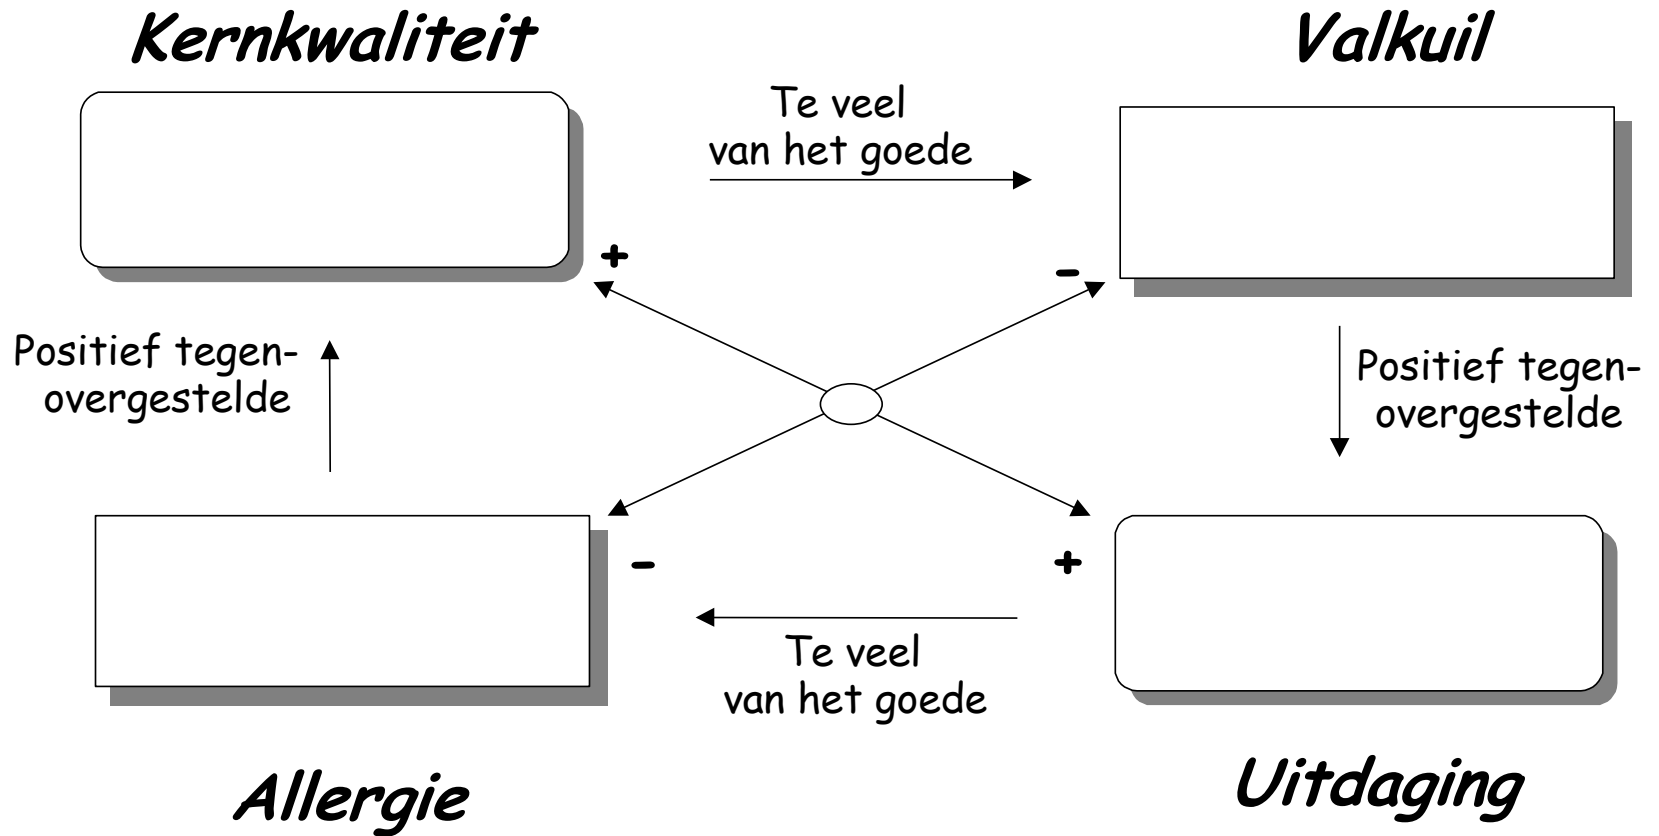 Kernkwaliteit
Valkuil
Te veel
van het goede
+
-
Positief tegen-
overgestelde
Positief tegen-
overgestelde
-
+
Te veel
van het goede
Allergie
Uitdaging